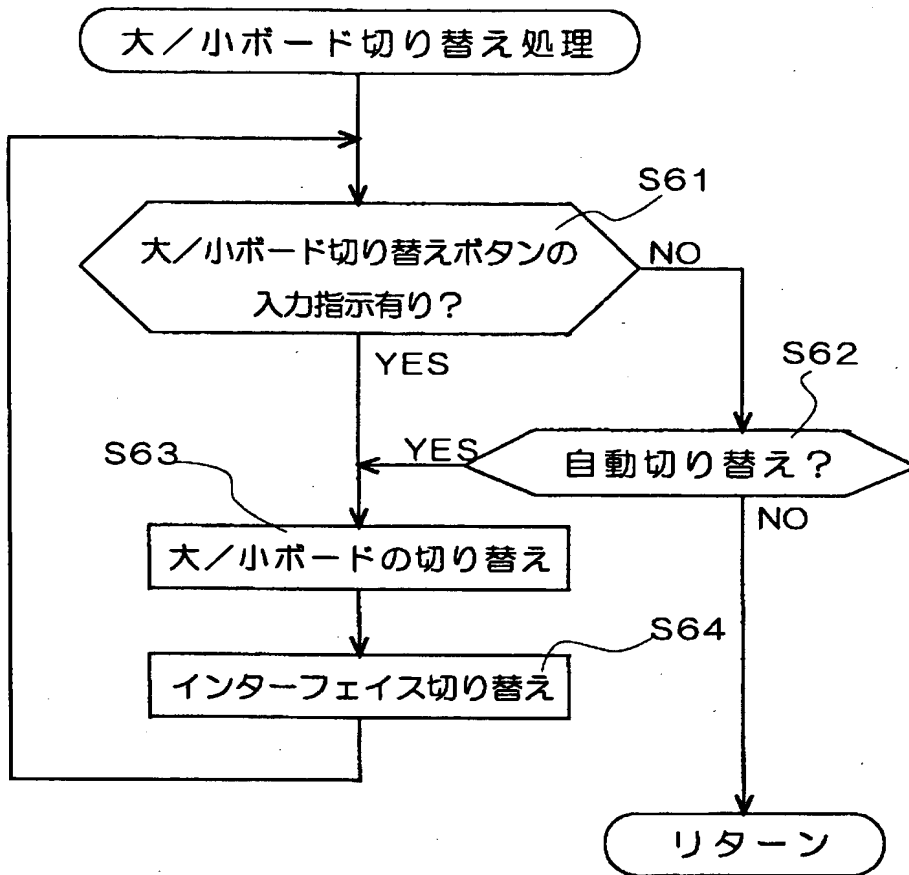 大/小ボード切り替え処理
S61
大/小ボード切り替えボタンの
入力指示有り?
NO
YES
S62
自動切り替え?
YES
NO
S63
大/小ボードの切り替え
S64
インターフェイス切り替え
リターン